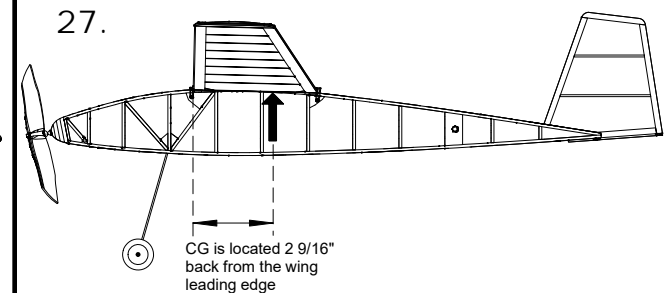 27.
CG is located 2 9/16"
back from the wing
leading edge